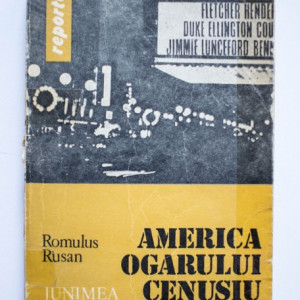 report
FLETCHER HENDE
DUKE ELLINGTON COU
JIMMIE LUNCEFORD BEN
Romulus
Rusan
AMERICA
OGARULUI
CENUSIU
JUNIMEA